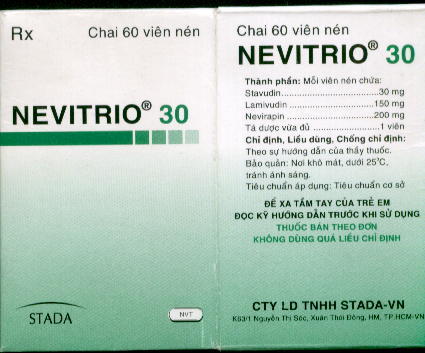 Rx
Chai 60 viên nén
NEVITRIO® 30
STADA
NVT
Chai 60 viên nén
NEVITRIO® 30
Thành phần: Mỗi viên nén chứa:
Stavudin..............................30 mg
Lamivudin..........................150 mg
Nevirapin...........................200 mg
Tá dược vừa đủ ..................1 viên
Chỉ định, Liều dùng, Chống chỉ định:
Theo sự hướng dẫn của thầy thuốc.
Bảo quản: Nơi khô mát, dưới 25°C,
tránh ánh sáng.
Tiêu chuẩn áp dụng: Tiêu chuẩn cơ sở
ĐỂ XA TẦM TAY CỦA TRẺ EM
ĐỌC KỸ HƯỚNG DẪN TRƯỚC KHI SỬ DỤNG
THUỐC BÁN THEO ĐƠN
KHÔNG DÙNG QUÁ LIỀU CHỈ ĐỊNH
CTY LD TNHH STADA-VN
K63/1 Nguyễn Thị Sóc, Xuân Thới Đông, HM, TP.HCM-VN